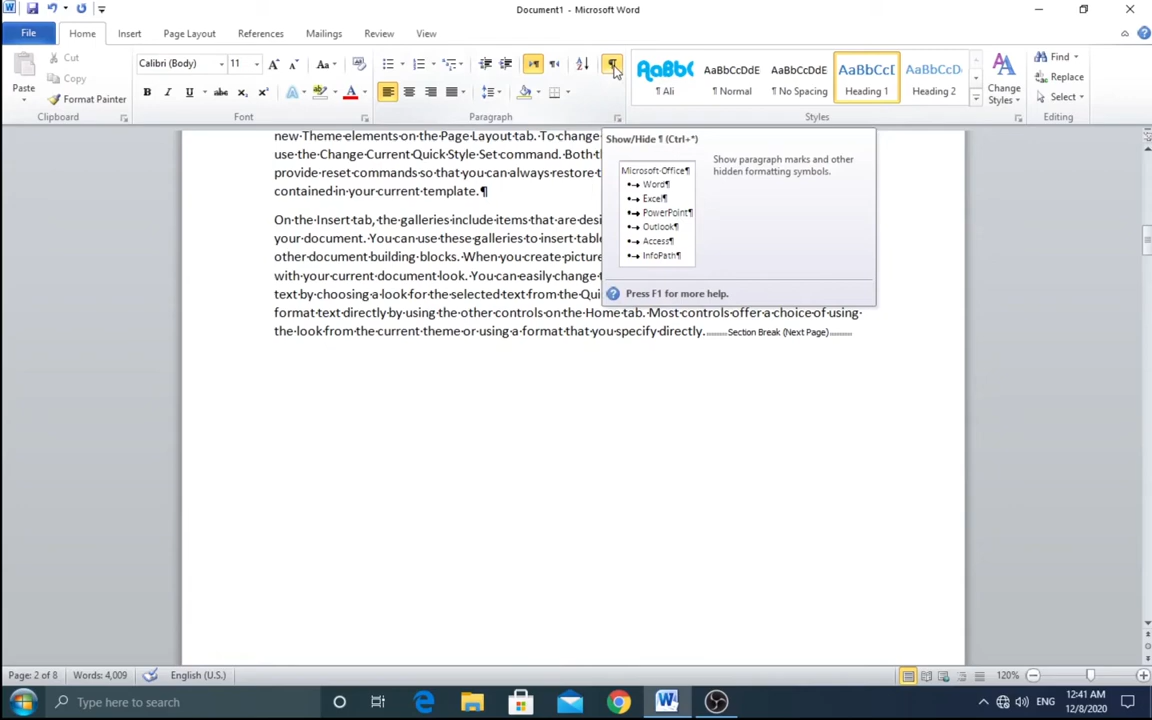 Document1 - Microsoft Word
File Home Insert Page Layout References Mailings Review View
Paste
Cut
Copy
Format Painter
Clipboard
Calibri (Body) 11
Font
Paragraph
AaBbC
¶ Ali
AaBbCcDdE
¶ Normal
AaBbCcDdE
¶ No Spacing
AaBbCcI
Heading 1
AaBbCcD
Heading 2
Change
Styles
Styles
Find
Replace
Select
Editing
new Theme elements on the Page Layout tab. To change
use the Change Current Quick Style Set command. Both th
provide reset commands so that you can always restore t
contained in your current template.¶
On the Insert tab, the galleries include items that are desi
your document. You can use these galleries to insert table
other document building blocks. When you create picture
with your current document look. You can easily change t
text by choosing a look for the selected text from the Qui
format text directly by using the other controls on the Home tab. Most controls offer a choice of using
the look from the current theme or using a format that you specify directly. Section Break (Next Page)
Show/Hide ¶ (Ctrl+*)
Microsoft·Office¶
Word¶
Excel¶
PowerPoint¶
Outlook¶
Access¶
InfoPath¶
Show paragraph marks and other
hidden formatting symbols.
Press F1 for more help.
Page: 2 of 8 Words: 4,009 English (U.S.) 120%
Type here to search
ENG
12:41 AM
12/8/2020